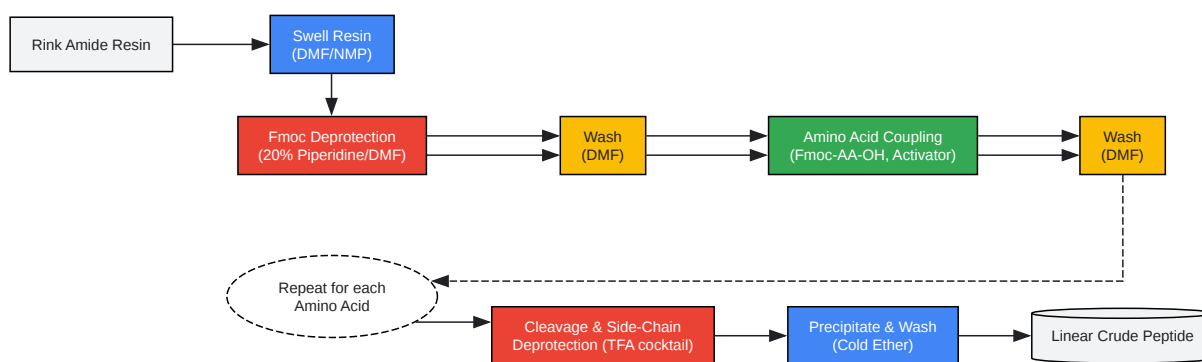 Rink Amide Resin
Swell Resin
(DMF/NMP)
Fmoc Deprotection
(20% Piperidine/DMF)
Wash
(DMF)
Amino Acid Coupling
(Fmoc-AA-OH, Activator)
Wash
(DMF)
Repeat for each
Amino Acid
Cleavage & Side-Chain
Deprotection (TFA cocktail)
Precipitate & Wash
(Cold Ether)
Linear Crude Peptide